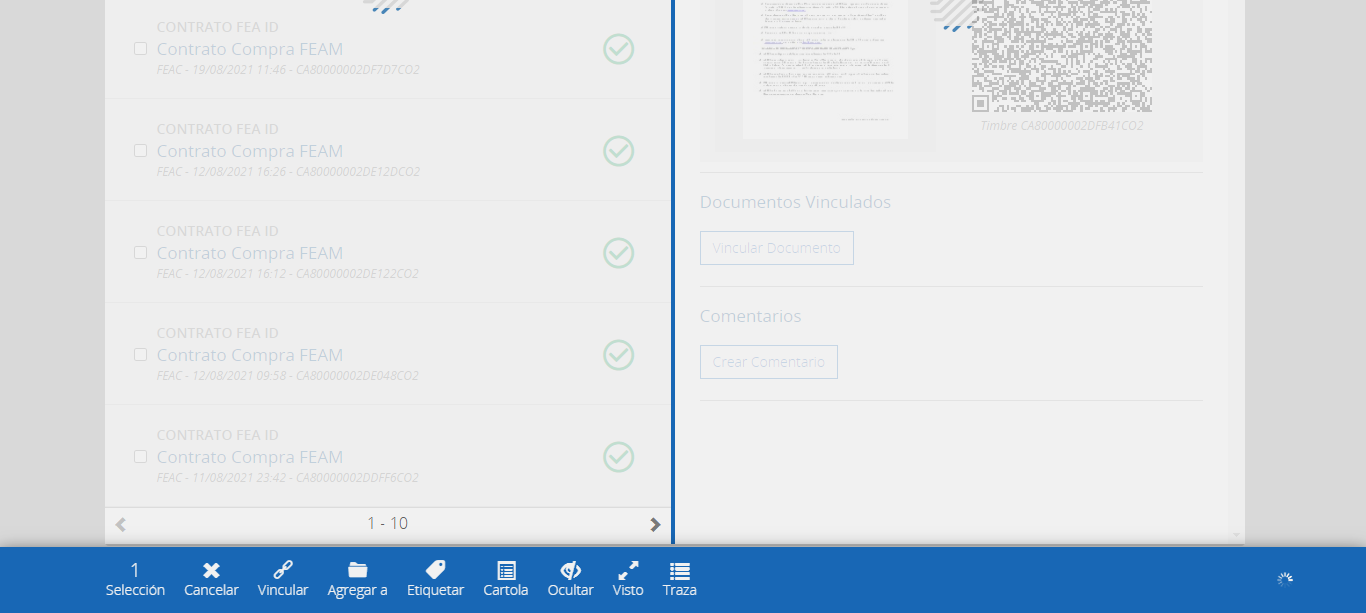 CONTRATO FEA ID
Contrato Compra FEAM
FEAC - 19/08/2021 11:46 - CA80000002DF7D7CO2
CONTRATO FEA ID
Contrato Compra FEAM
FEAC - 12/08/2021 16:26 - CA80000002DE12DCO2
CONTRATO FEA ID
Contrato Compra FEAM
FEAC - 12/08/2021 16:12 - CA80000002DE122CO2
CONTRATO FEA ID
Contrato Compra FEAM
FEAC - 12/08/2021 09:58 - CA80000002DE048CO2
CONTRATO FEA ID
Contrato Compra FEAM
FEAC - 11/08/2021 23:42 - CA80000002DDFF6CO2
1 - 10
Timbre CA80000002DFB41CO2
Documentos Vinculados
Vincular Documento
Comentarios
Crear Comentario
1
Selección Cancelar Vincular Agregar a Etiquetar Cartola Ocultar Visto Traza